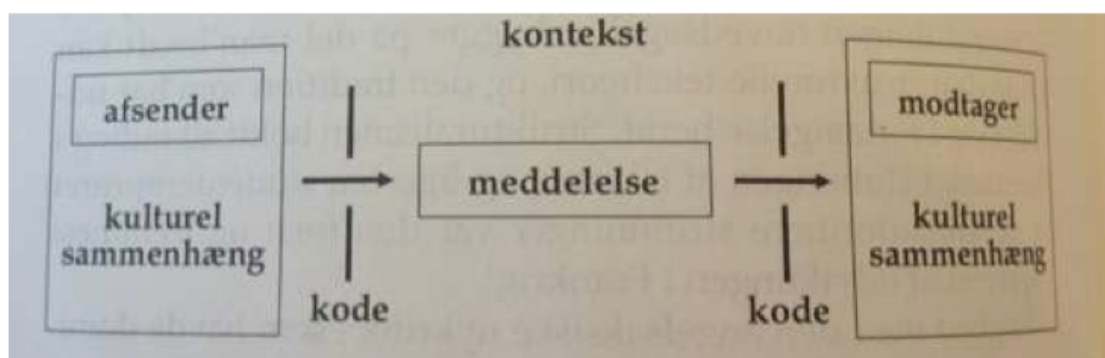 kontekst
afsender
kulturel
sammenhæng
kode
meddelelse
kode
modtager
kulturel
sammenhæng